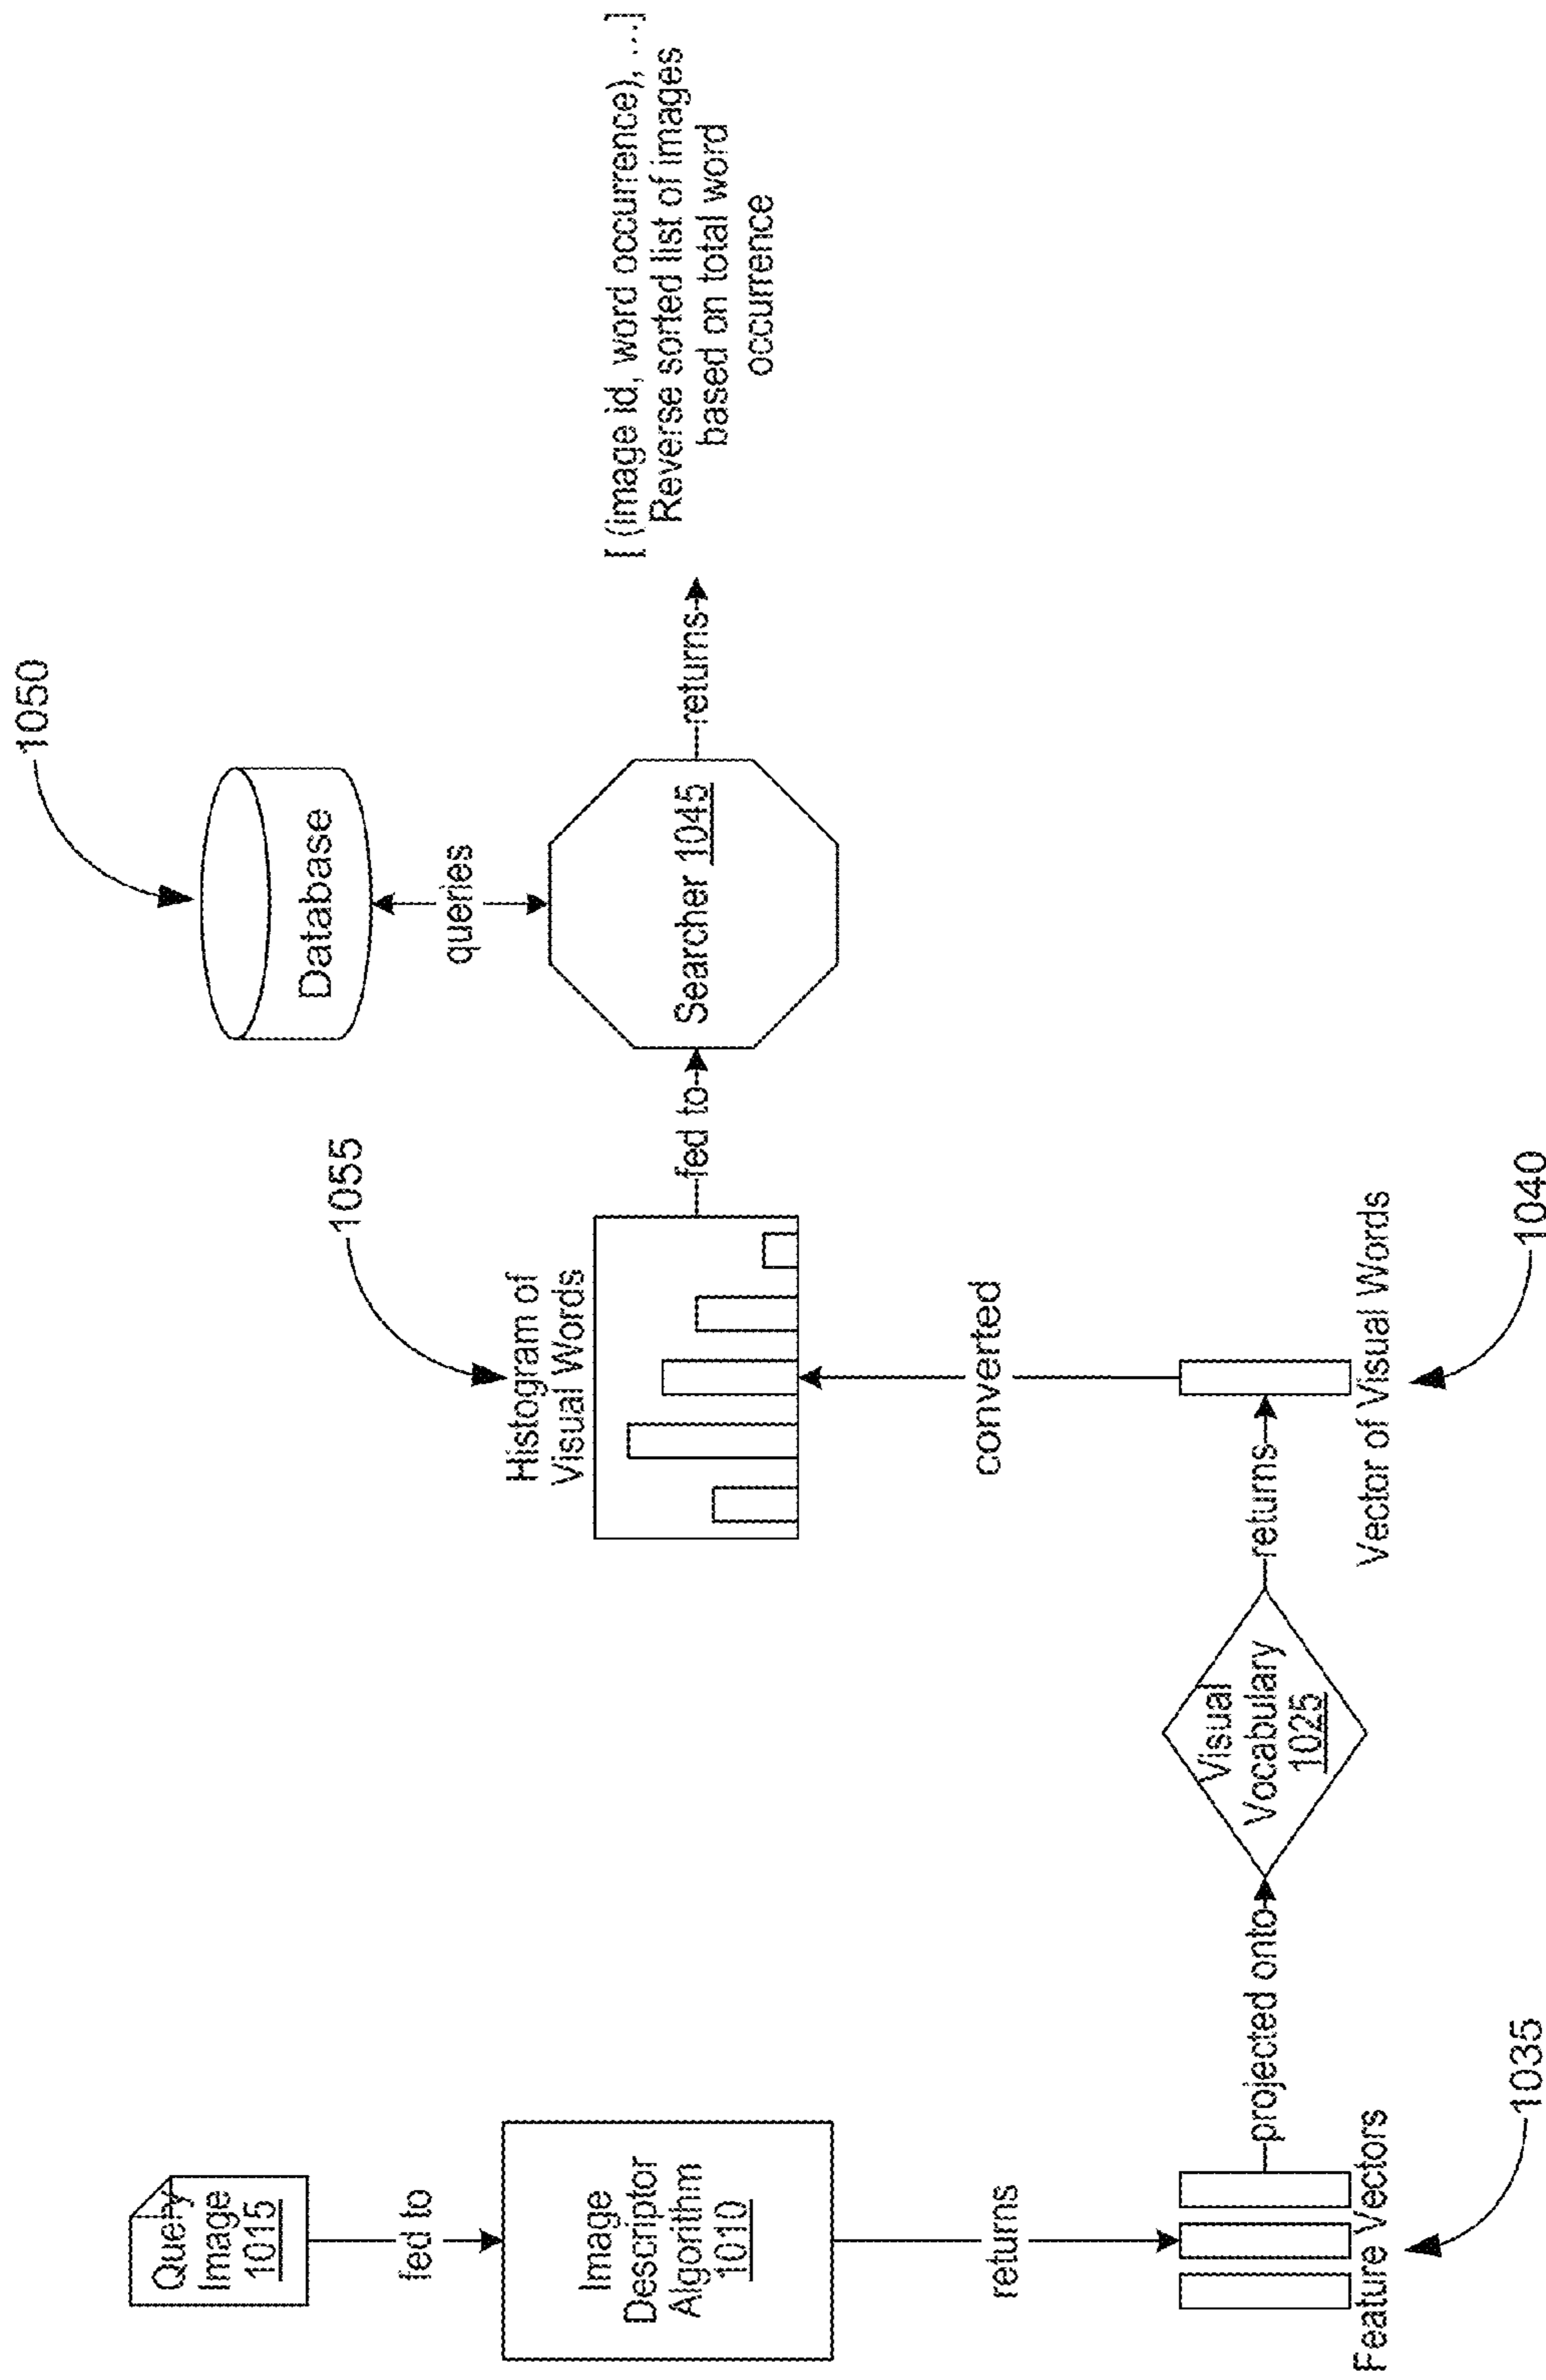 Query
Image
1015
fed to
Image
Descriptor
Algorithm
1010
returns
Feature Vectors
1035
projected onto
Visual
Vocabulary
1025
returns
Vector of Visual Words
1040
converted
Histogram of
Visual Words
1055
fed to
Searcher 1045
queries
Database
1050
returns
[ (image id, word occurrence), ...]
Reverse sorted list of images
based on total word
occurrence